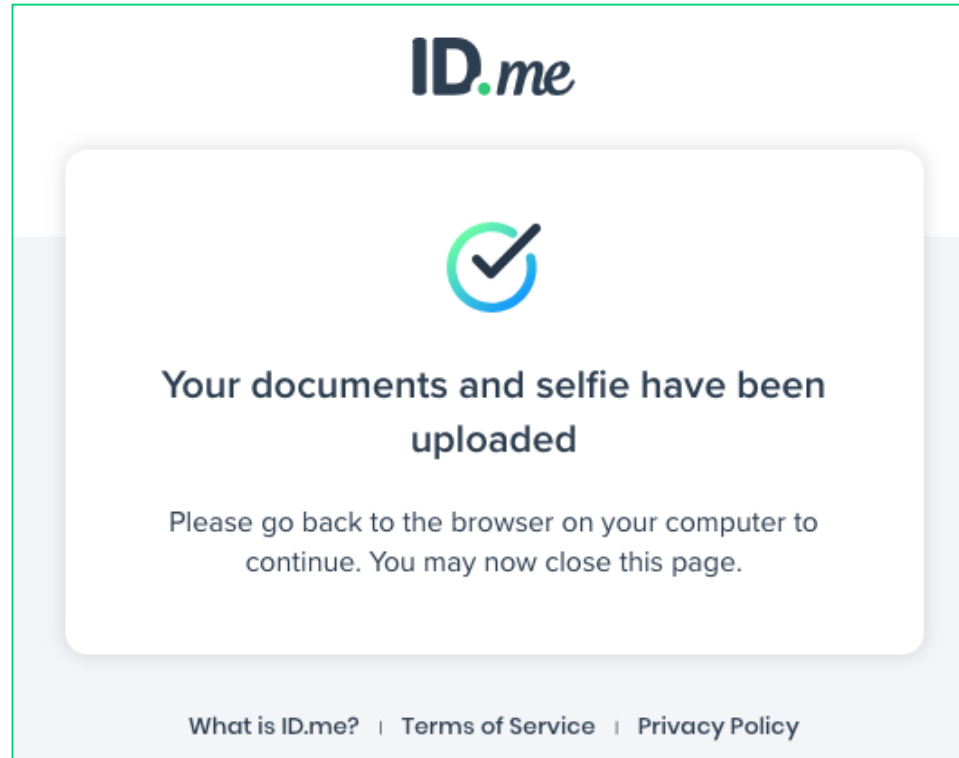 ID.me
Your documents and selfie have been
uploaded
Please go back to the browser on your computer to
continue. You may now close this page.
What is ID.me? | Terms of Service | Privacy Policy